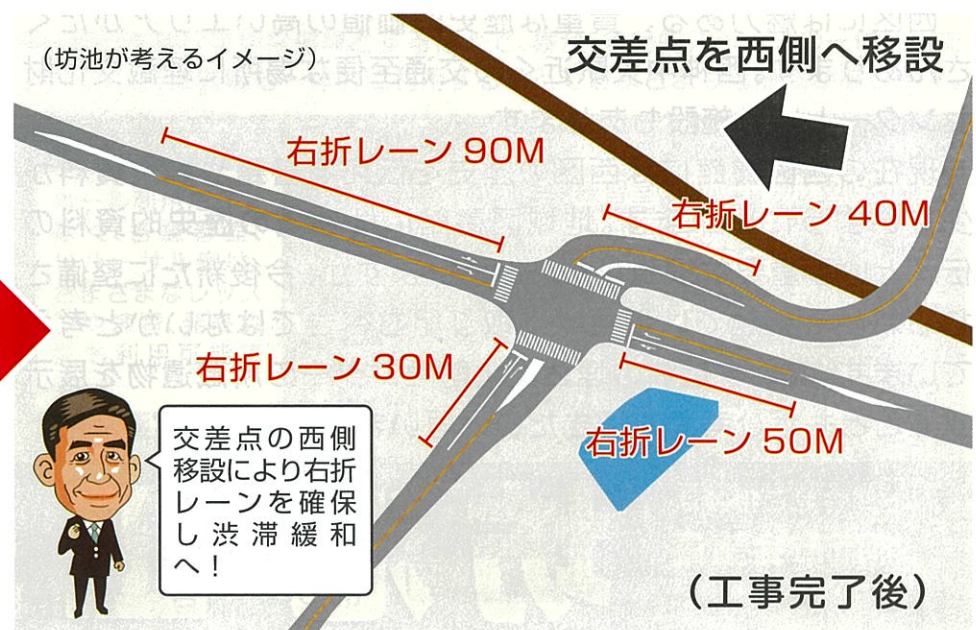 （坊池が考えるイメージ）
交差点を西側へ移設
右折レーン 90M
右折レーン 40M
右折レーン 30M
右折レーン 50M
交差点の西側
移設により右折
レーンを確保
し渋滞緩和
へ！
（工事完了後）